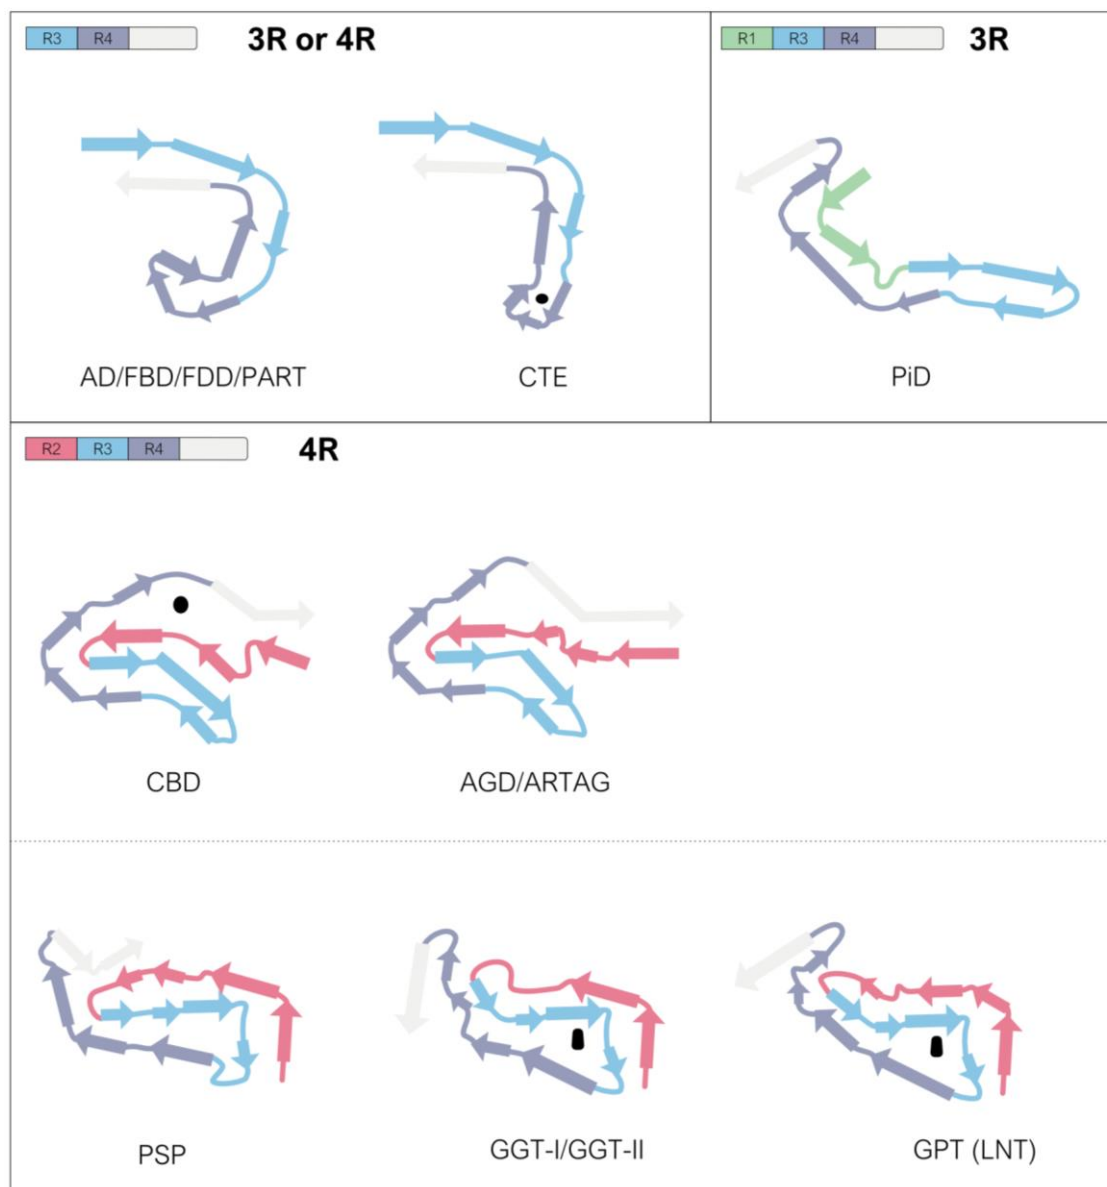 R3 R4 3R or 4R
R1 R3 R4 3R
AD/FBD/FDD/PART
CTE
PiD
R2 R3 R4 4R
CBD
AGD/ARTAG
PSP
GGT-I/GGT-II
GPT (LNT)